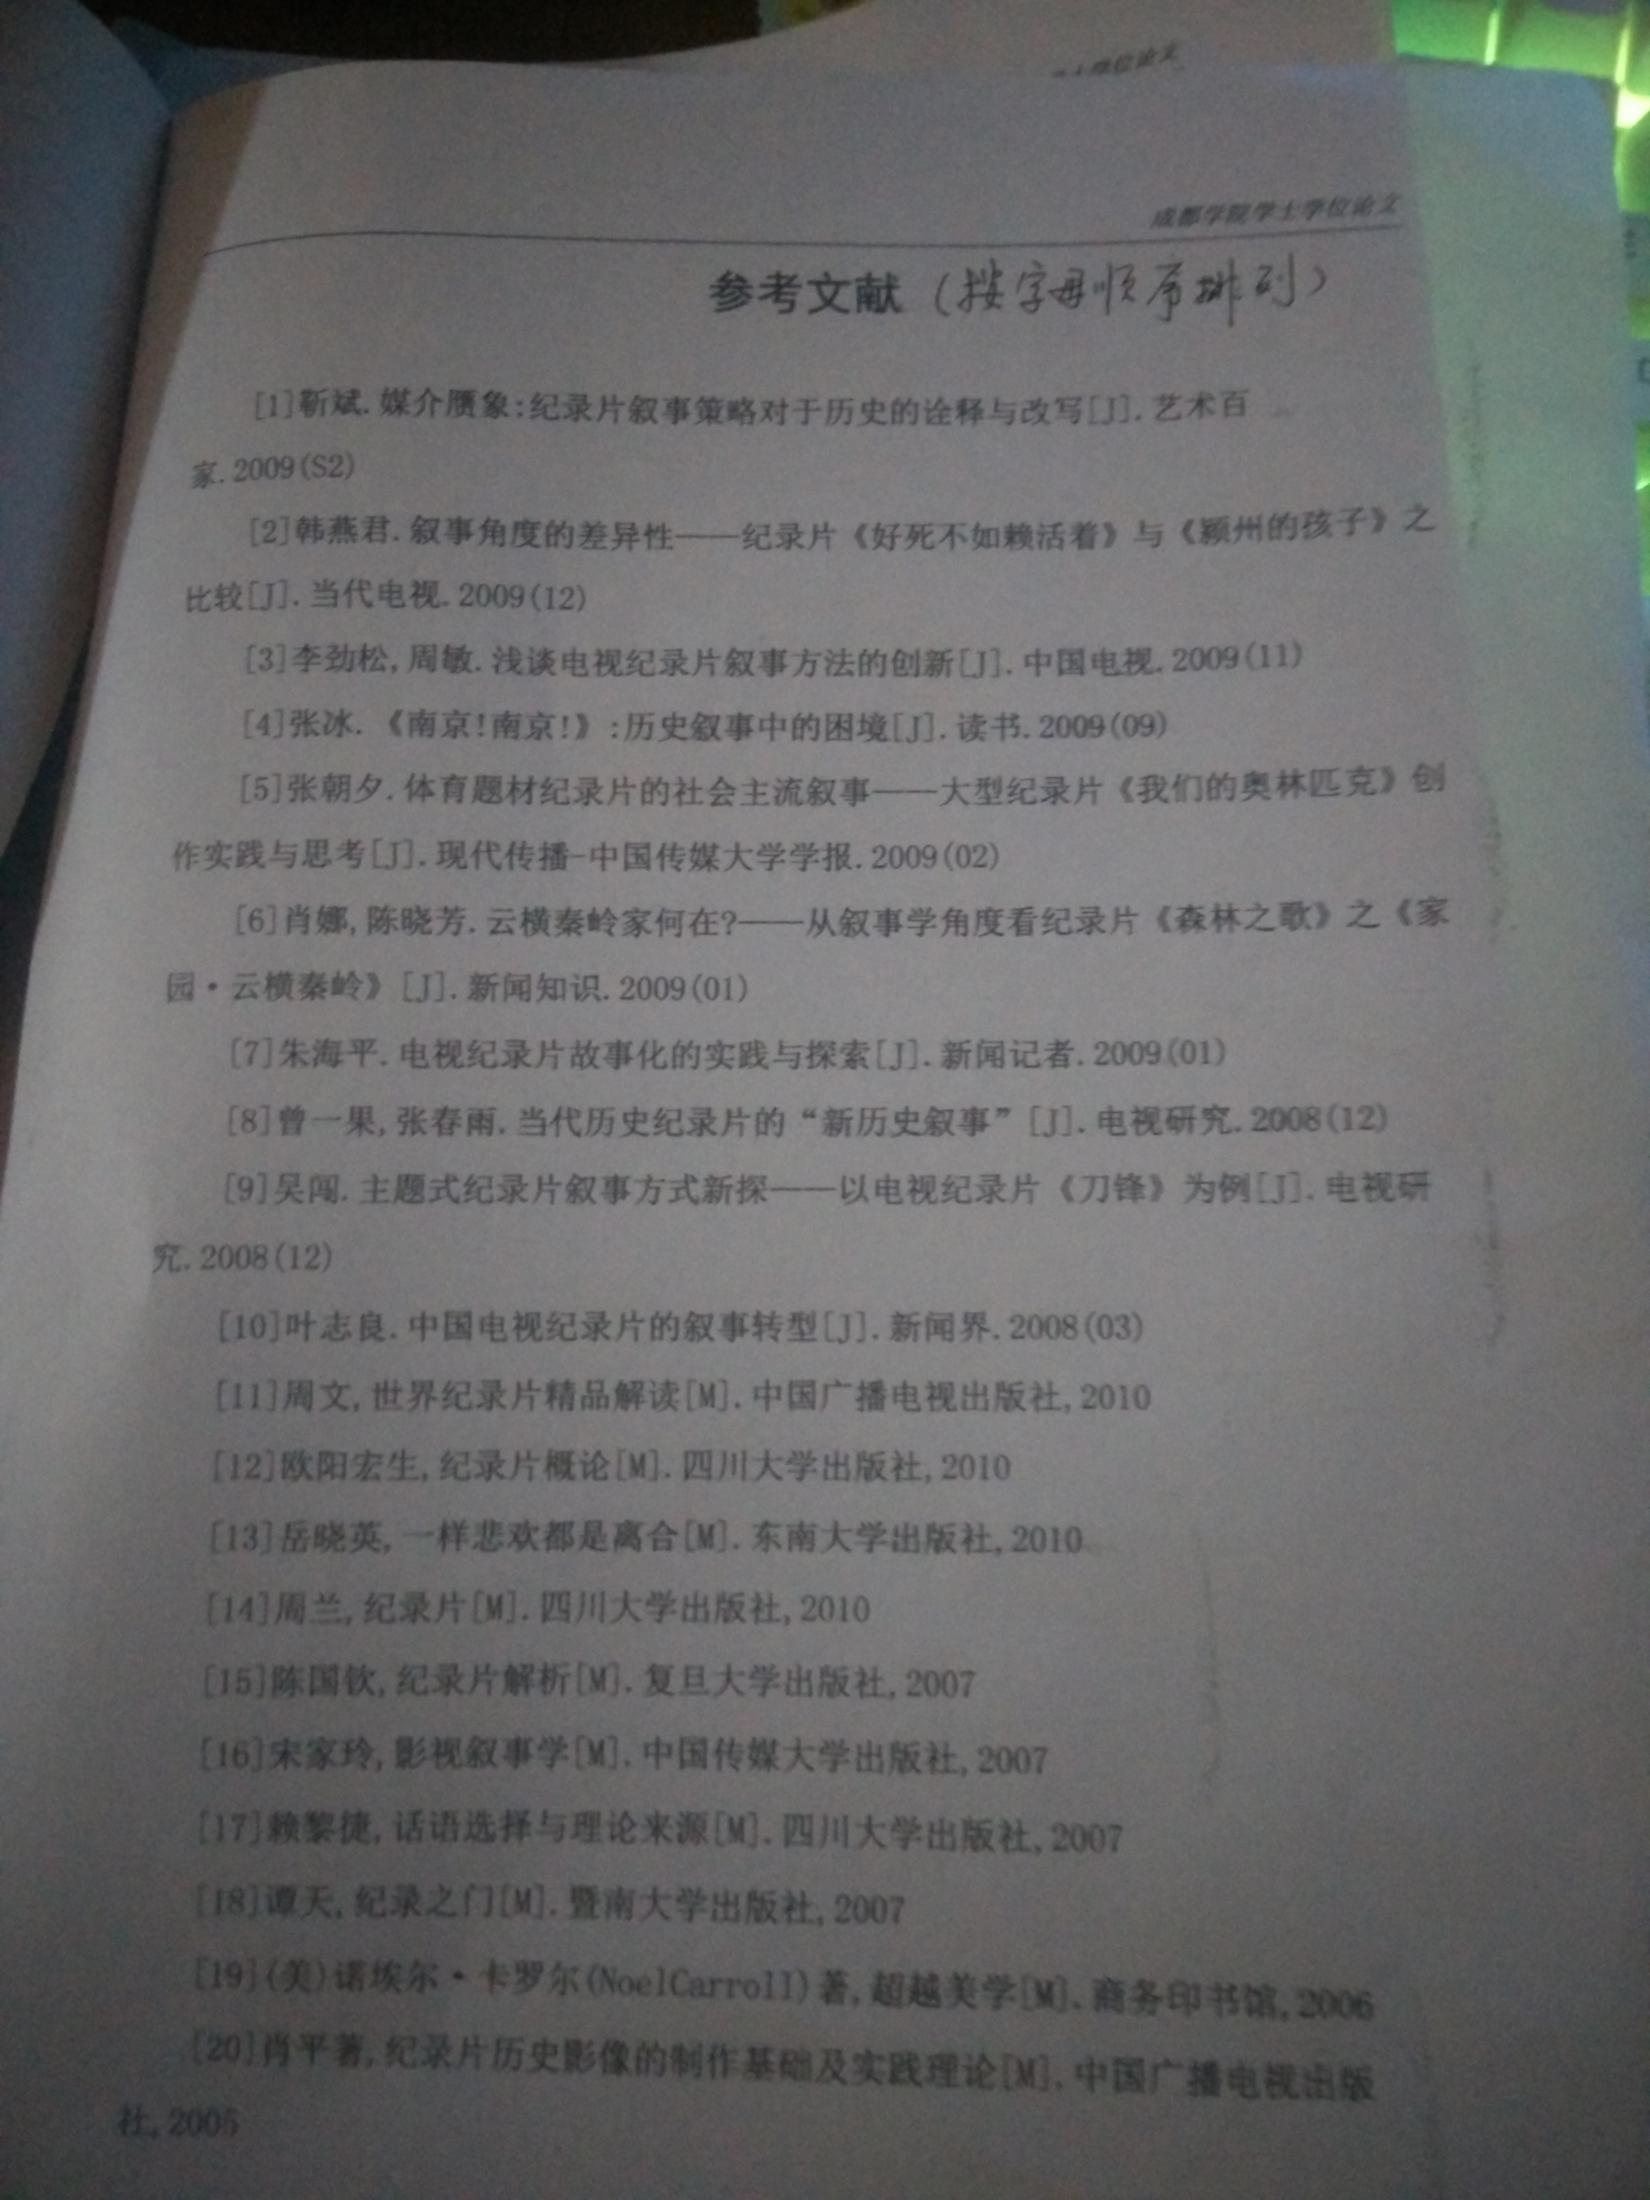 学位论文
成都学院学士学位论文
参考文献（按字母顺序排列）
[1]靳斌.媒介赝象:纪录片叙事策略对于历史的诠释与改写[J].艺术百
家.2009(S2)
[2]韩燕君.叙事角度的差异性——纪录片《好死不如赖活着》与《颍州的孩子》之
比较[J].当代电视.2009(12)
[3]李劲松,周敏.浅谈电视纪录片叙事方法的创新[J].中国电视.2009(11)
[4]张冰.《南京!南京!》:历史叙事中的困境[J].读书.2009(09)
[5]张朝夕.体育题材纪录片的社会主流叙事——大型纪录片《我们的奥林匹克》创
作实践与思考[J].现代传播-中国传媒大学学报.2009(02)
[6]肖娜,陈晓芳.云横秦岭家何在?——从叙事学角度看纪录片《森林之歌》之《家
园·云横秦岭》[J].新闻知识.2009(01)
[7]朱海平.电视纪录片故事化的实践与探索[J].新闻记者.2009(01)
[8]曾一果,张春雨.当代历史纪录片的“新历史叙事”[J].电视研究.2008(12)
[9]吴闯.主题式纪录片叙事方式新探——以电视纪录片《刀锋》为例[J].电视研
究.2008(12)
[10]叶志良.中国电视纪录片的叙事转型[J].新闻界.2008(03)
[11]周文,世界纪录片精品解读[M].中国广播电视出版社,2010
[12]欧阳宏生,纪录片概论[M].四川大学出版社,2010
[13]岳晓英,一样悲欢都是离合[M].东南大学出版社,2010
[14]周兰,纪录片[M].四川大学出版社,2010
[15]陈国钦,纪录片解析[M].复旦大学出版社,2007
[16]宋家玲,影视叙事学[M].中国传媒大学出版社,2007
[17]赖黎捷,话语选择与理论来源[M].四川大学出版社,2007
[18]谭天,纪录之门[M].暨南大学出版社,2007
[19](美)诺埃尔·卡罗尔(NoelCarroll)著,超越美学[M].商务印书馆,2006
[20]肖平著,纪录片历史影像的制作基础及实践理论[M].中国广播电视出版
社,2005